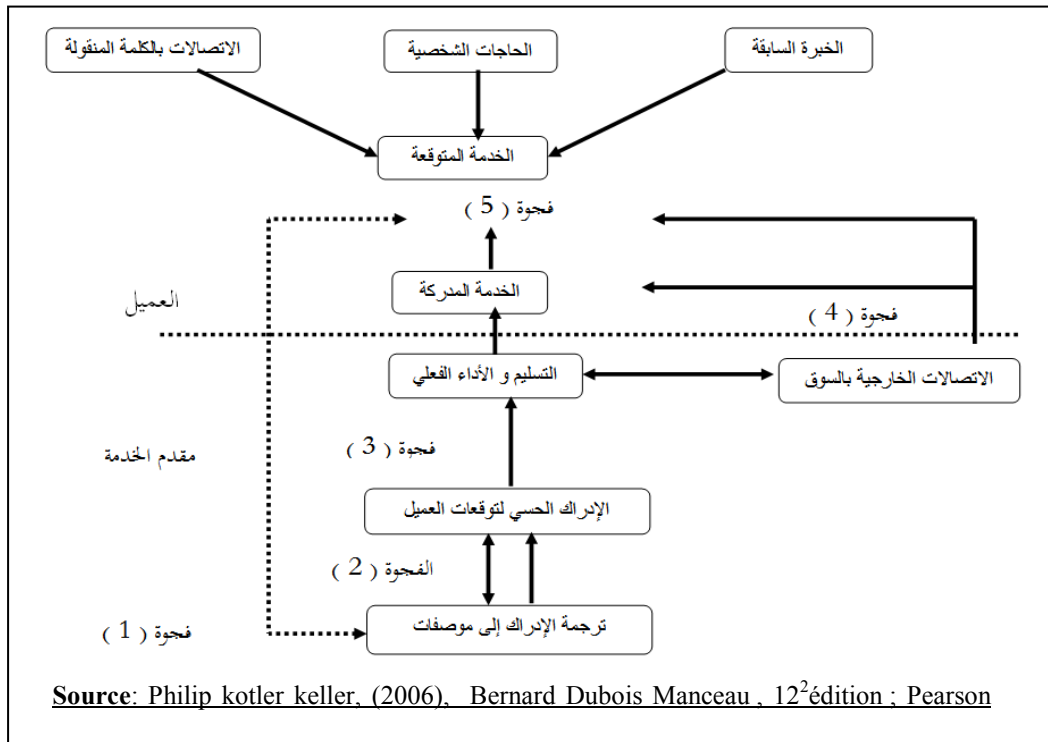 الخبرة السابقة
الحاجات الشخصية
الاتصالات بالكلمة المنقولة
الخدمة المتوقعة
فجوة ( 5 )
الخدمة المدركة
العميل
فجوة ( 4 )
التسليم و الأداء الفعلي
الاتصالات الخارجية بالسوق
فجوة ( 3 )
مقدم الخدمة
الإدراك الحسي لتوقعات العميل
الفجوة ( 2 )
ترجمة الإدراك إلى موصفات
فجوة ( 1 )
Source: Philip kotler keller, (2006), Bernard Dubois Manceau , 12²édition ; Pearson